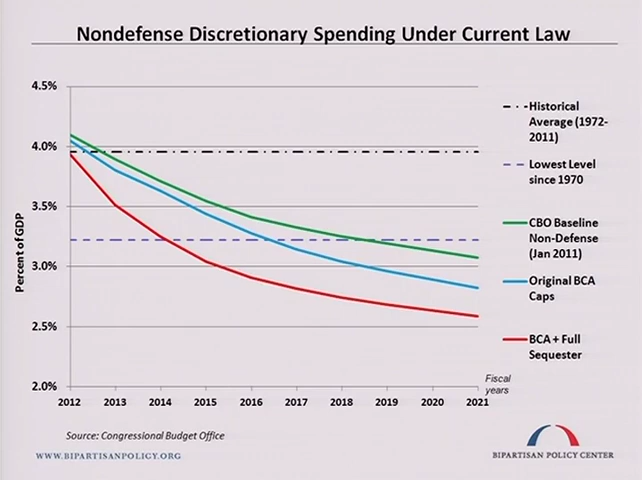 Nondefense Discretionary Spending Under Current Law
4.5%
4.0%
3.5%
3.0%
2.5%
2.0%
Percent of GDP
2012 2013 2014 2015 2016 2017 2018 2019 2020 2021
Fiscal
years
Historical
Average (1972-
2011)
Lowest Level
since 1970
CBO Baseline
Non-Defense
(Jan 2011)
Original BCA
Caps
BCA + Full
Sequester
Source: Congressional Budget Office
WWW.BIPARTISANPOLICY.ORG
BIPARTISAN POLICY CENTER